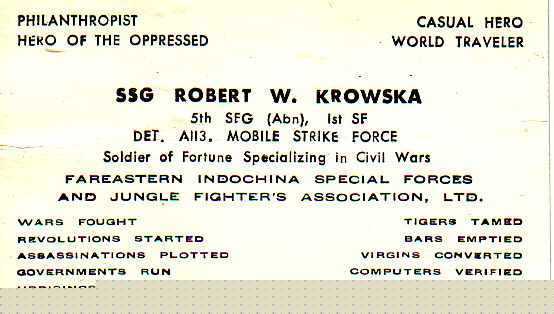 PHILANTHROPIST CASUAL HERO
HERO OF THE OPPRESSED WORLD TRAVELER
SSG ROBERT W. KROWSKA
5th SFG (Abn), 1st SF
DET. A113, MOBILE STRIKE FORCE
Soldier of Fortune Specializing in Civil Wars
FAREASTERN INDOCHINA SPECIAL FORCES
AND JUNGLE FIGHTER'S ASSOCIATION, LTD.
WARS FOUGHT TIGERS TAMED
REVOLUTIONS STARTED BARS EMPTIED
ASSASSINATIONS PLOTTED VIRGINS CONVERTED
GOVERNMENTS RUN COMPUTERS VERIFIED